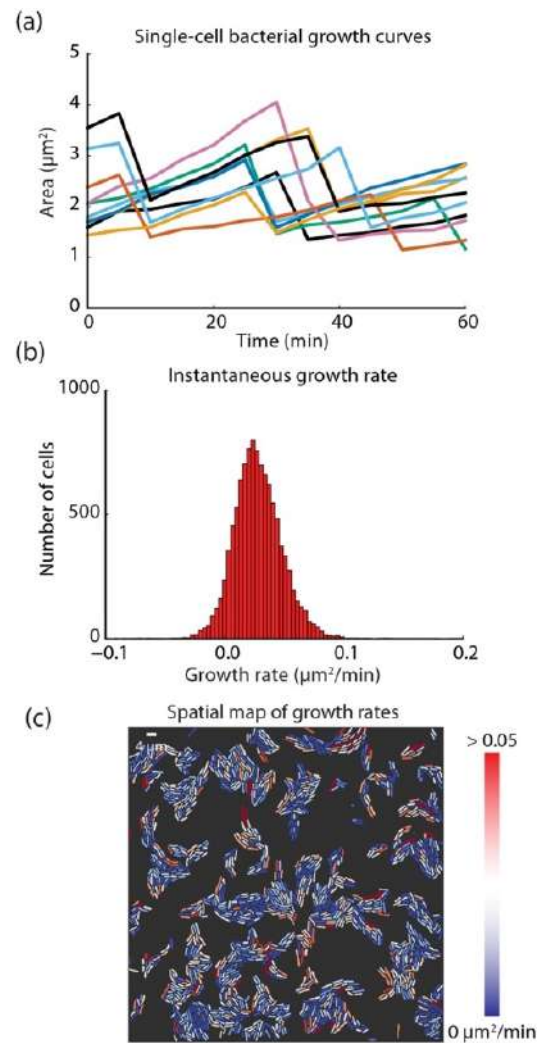 (a)
Single-cell bacterial growth curves
5
4
3
2
1
0
Area (μm²)
0 20 40 60
Time (min)
(b)
Instantaneous growth rate
1000
500
0
Number of cells
−0.1 0.0 0.1 0.2
Growth rate (μm²/min)
(c)
Spatial map of growth rates
> 0.05
0 μm²/min